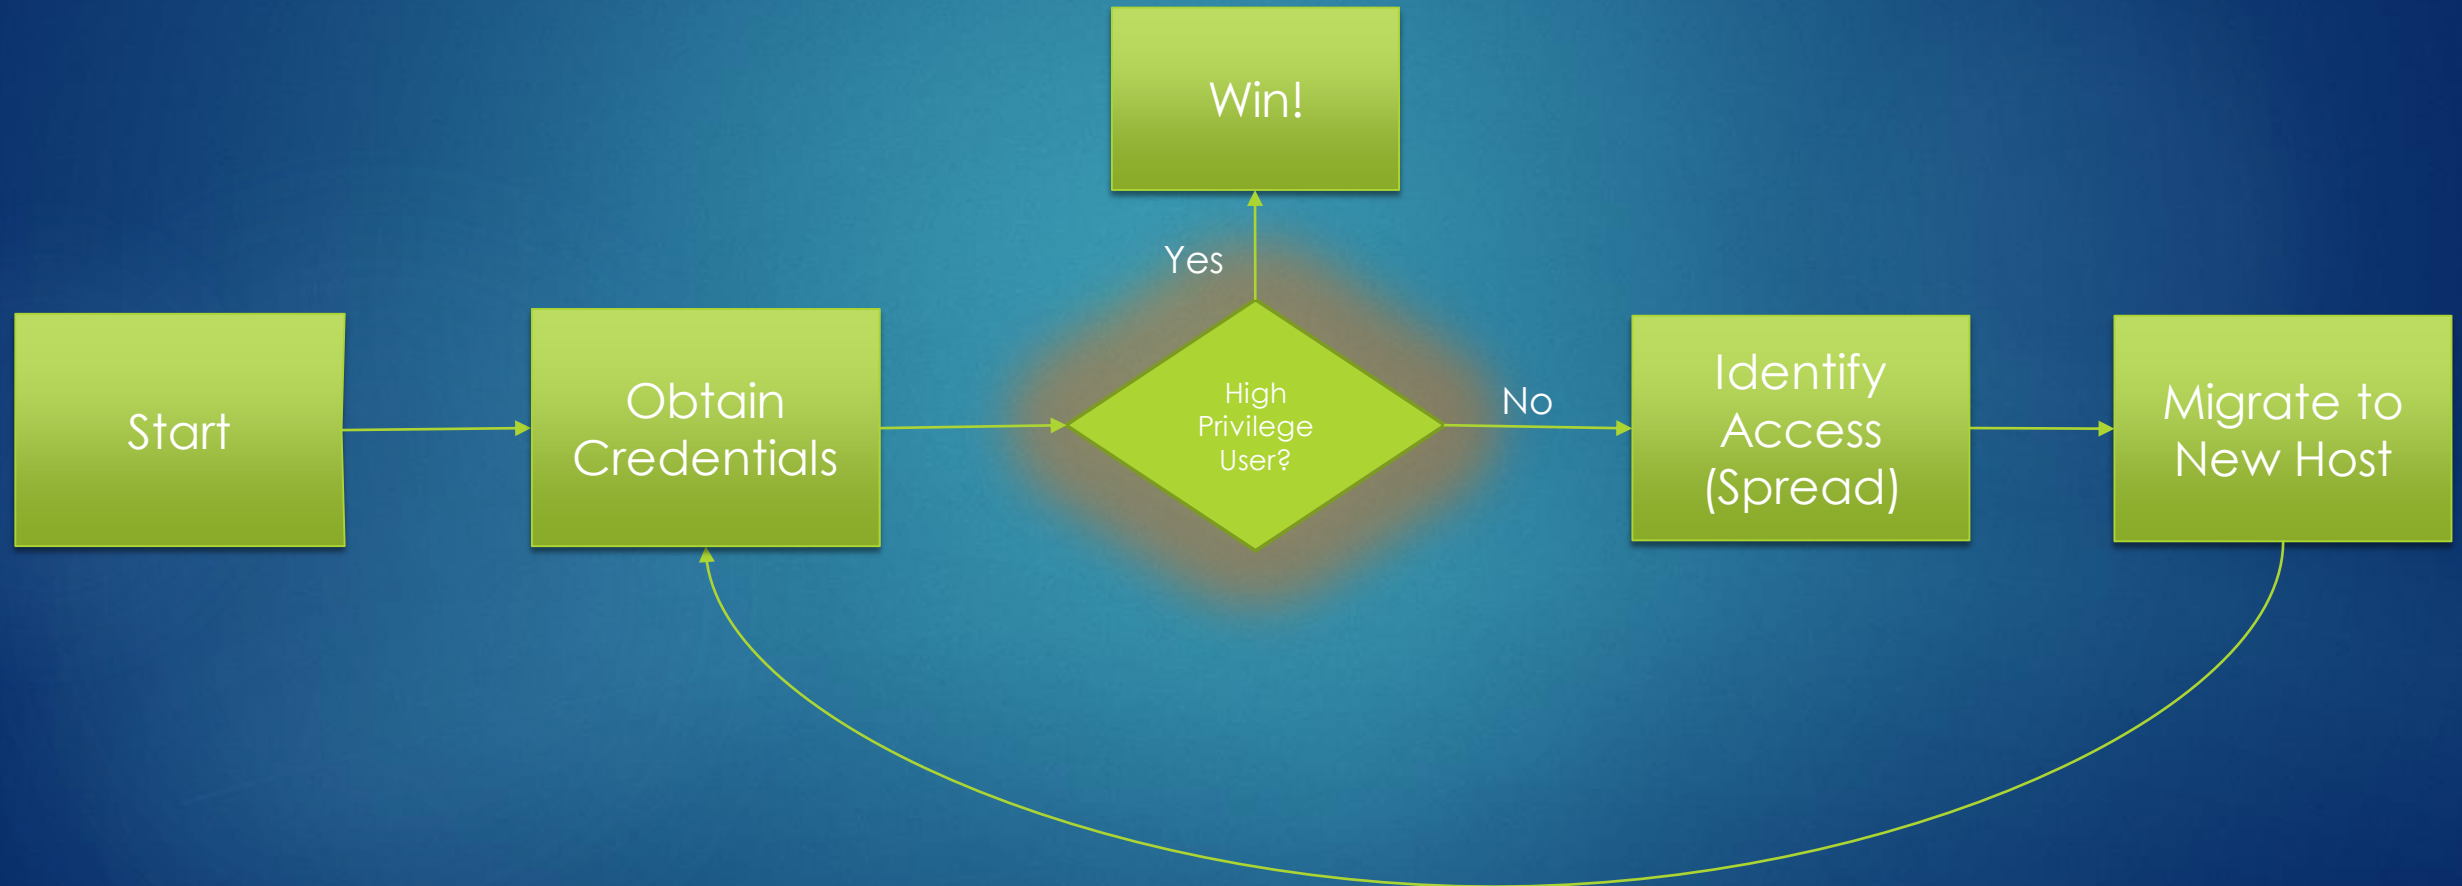 Win!
Yes
Start
Obtain
Credentials
High
Privilege
User?
No
Identify
Access
(Spread)
Migrate to
New Host